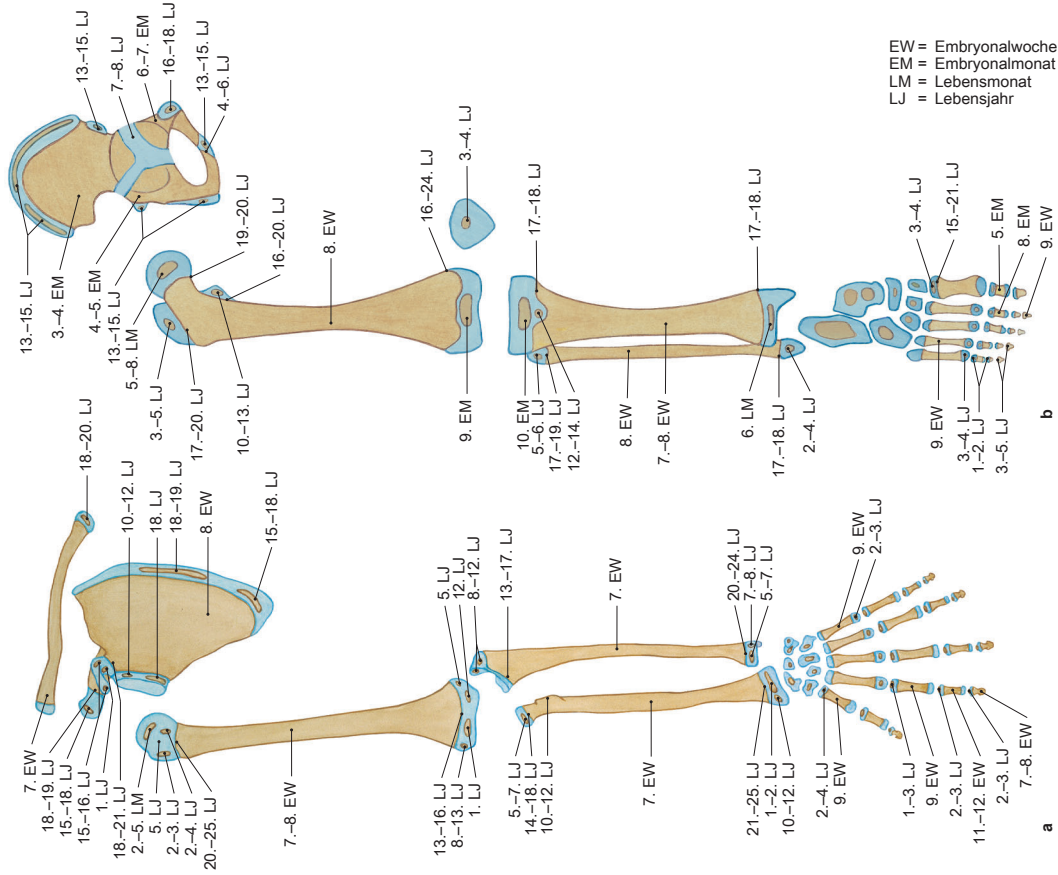 7. EW
18.–19. LJ
15.–18. LJ
15.–16. LJ
1. LJ
18.–21. LJ
2.–5. LM
5. LJ
2.–3. LJ
2.–4. LJ
20.–25. LJ
7.–8. EW
13.–16. LJ
8.–13. LJ
1. LJ
18.–20. LJ
10.–12. LJ
18. LJ
18.–19. LJ
8. EW
15.–18. LJ
5. LJ
12. LJ
8.–12. LJ
13.–17. LJ
7. EW
20.–24. LJ
7.–8. LJ
5.–7. LJ
9. EW
2.–3. LJ
5.–7. LJ
14.–18. LJ
10.–12. LJ
7. EW
21.–25. LJ
1.–2. LJ
10.–12. LJ
2.–4. LJ
9. EW
1.–3. LJ
9. EW
2.–3. LJ
11.–12. EW
2.–3. LJ
7.–8. EW
a
13.–15. LJ
3.–4. EM
4.–5. EM
13.–15. LJ
5.–8. LM
3.–5. LJ
17.–20. LJ
10.–13. LJ
9. EM
13.–15. LJ
7.–8. LJ
6.–7. EM
16.–18. LJ
13.–15. LJ
4.–6. LJ
19.–20. LJ
16.–20. LJ
8. EW
16.–24. LJ
3.–4. LJ
10. EM
5.–6. LJ
17.–19. LJ
12.–14. LJ
8. EW
7.–8. EW
6. LM
17.–18. LJ
2.–4. LJ
17.–18. LJ
17.–18. LJ
9. EW
3.–4. LJ
1.–2. LJ
3.–5. LJ
3.–4. LJ
15.–21. LJ
5. EM
8. EM
9. EW
b
EW = Embryonalwoche
EM = Embryonalmonat
LM = Lebensmonat
LJ = Lebensjahr